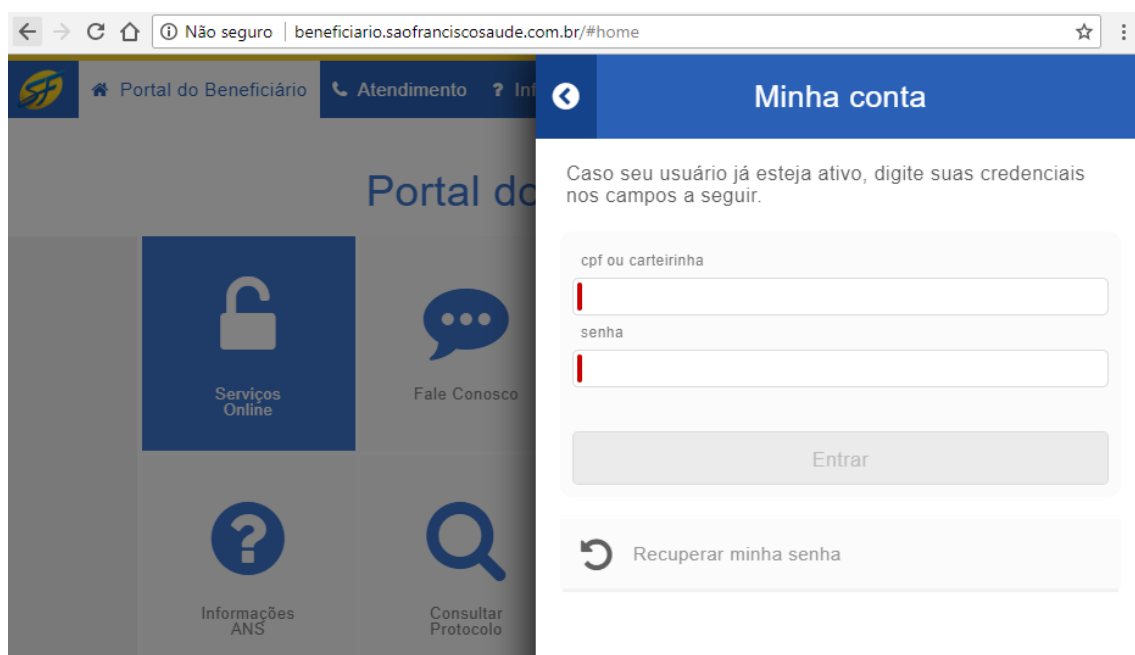 Não seguro | beneficiario.saofranciscosaude.com.br/#home
SF
Portal do Beneficiário Atendimento ? Inf
Minha conta
Caso seu usuário já esteja ativo, digite suas credenciais
nos campos a seguir.
Portal do
cpf ou carteirinha
senha
Serviços
Online
Fale Conosco
Entrar
Recuperar minha senha
Informações
ANS
Consultar
Protocolo